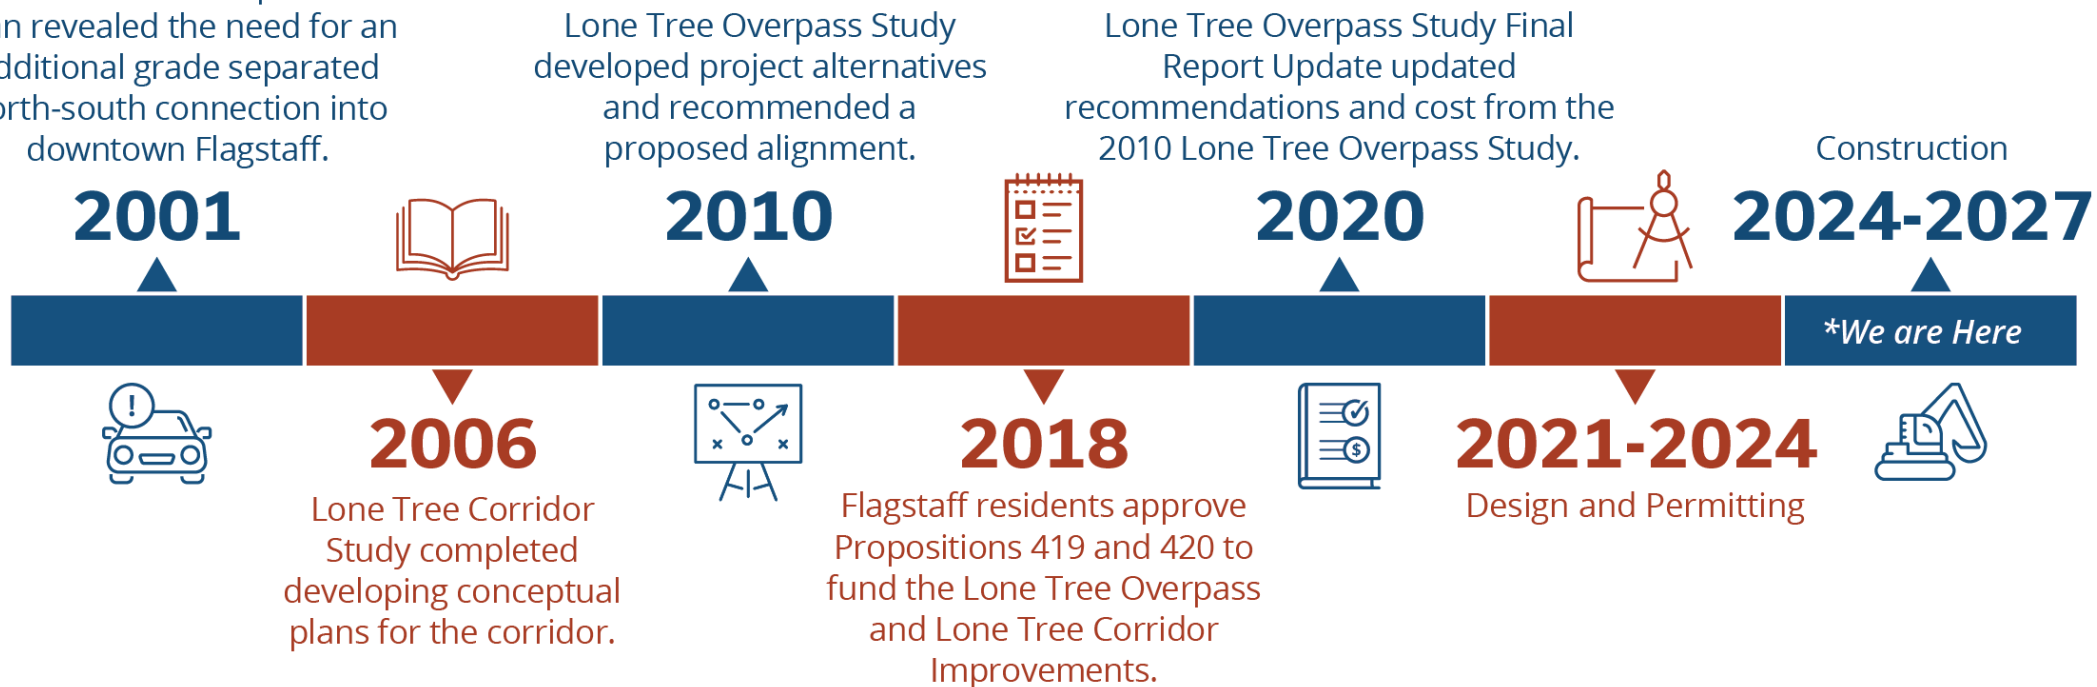 revealed the need for an
grade separated
connection into
downtown Flagstaff.
2001
2006
Lone Tree Corridor
Study completed
developing conceptual
plans for the corridor.
Lone Tree Overpass Study
developed project alternatives
and recommended a
proposed alignment.
2010
2018
Flagstaff residents approve
Propositions 419 and 420 to
fund the Lone Tree Overpass
and Lone Tree Corridor
Improvements.
Lone Tree Overpass Study Final
Report Update updated
recommendations and cost from the
2010 Lone Tree Overpass Study.
2020
2021-2024
Design and Permitting
Construction
2024-2027
*We are Here